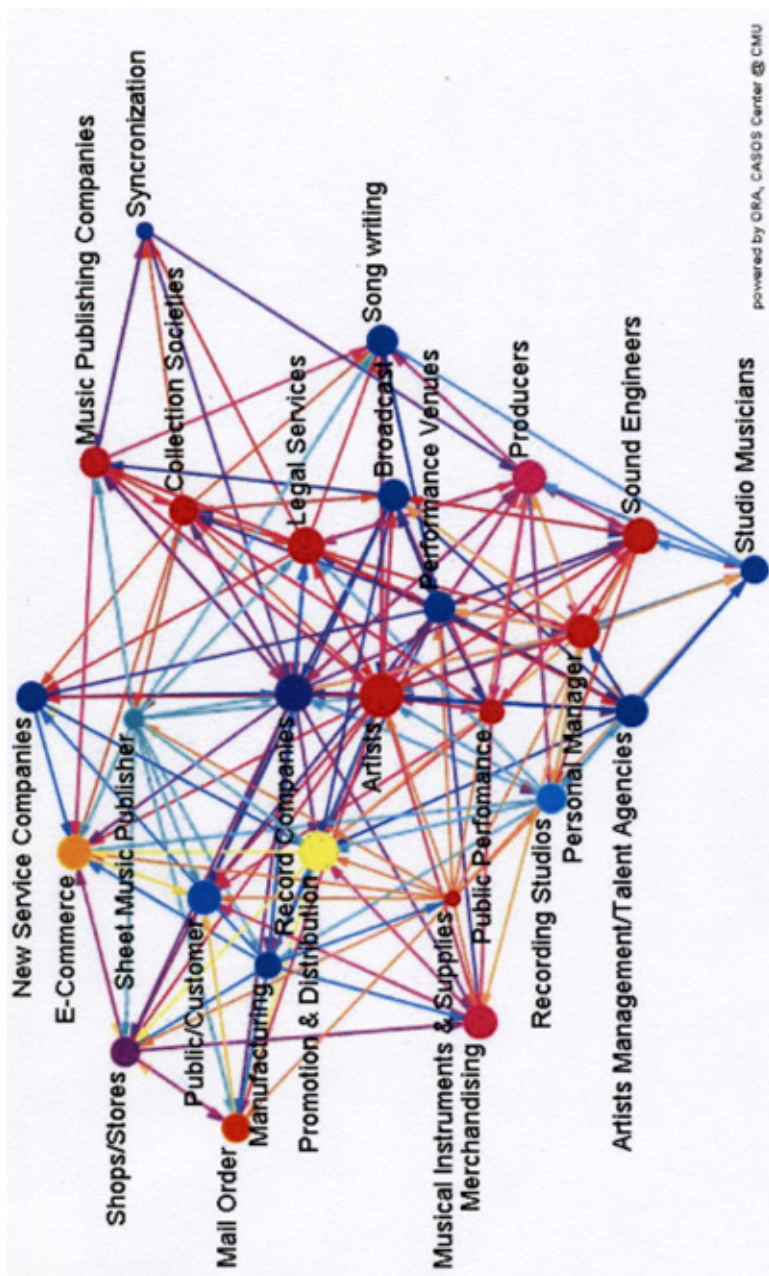 New Service Companies
E-Commerce
Music Publishing Companies
Shops/Stores
Sheet Music Publisher
Syncronization
Collection Societies
Public/Customer
Mail Order
Manufacturing
Record Companies
Legal Services
Promotion & Distribution
Artists
Song writing
Broadcast
Performance Venues
Musical Instruments & Supplies
Merchandising
Public Perfomance
Producers
Recording Studios
Personal Manager
Artists Management/Talent Agencies
Sound Engineers
Studio Musicians
powered by ORA, CASOS Center @ CMU